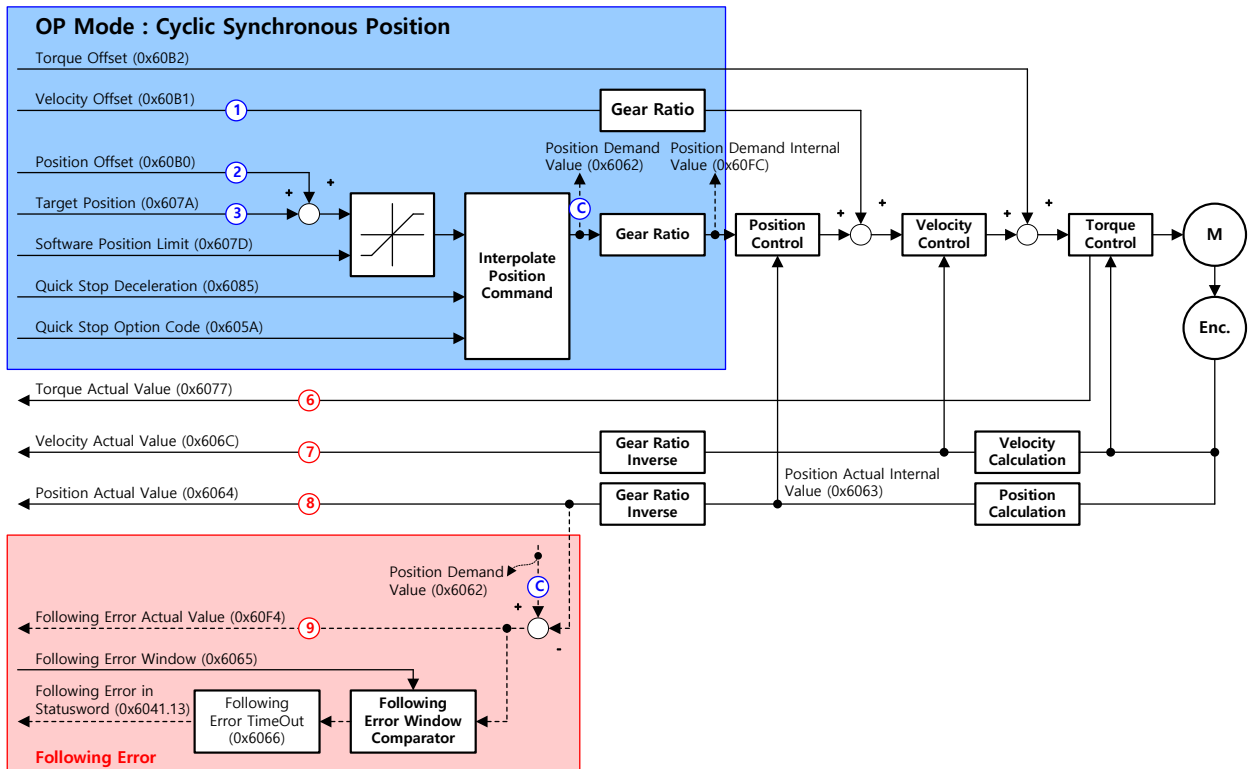 OP Mode : Cyclic Synchronous Position
Torque Offset (0x60B2)
Velocity Offset (0x60B1)
1
Gear Ratio
Position Offset (0x60B0)
2
+
+
Target Position (0x607A)
3
Software Position Limit (0x607D)
Quick Stop Deceleration (0x6085)
Quick Stop Option Code (0x605A)
Interpolate
Position
Command
Position Demand
Value (0x6062)
C
Gear Ratio
Position Demand Internal
Value (0x60FC)
Position
Control
+
+
Velocity
Control
+
+
Torque
Control
M
Enc.
Torque Actual Value (0x6077)
6
Velocity Actual Value (0x606C)
7
Gear Ratio
Inverse
Velocity
Calculation
Position Actual Value (0x6064)
8
Gear Ratio
Inverse
Position Actual Internal
Value (0x6063)
Position
Calculation
Position Demand
Value (0x6062)
C
+
-
Following Error Actual Value (0x60F4)
9
Following Error Window (0x6065)
Following Error in
Statusword (0x6041.13)
Following
Error TimeOut
(0x6066)
Following
Error Window
Comparator
Following Error